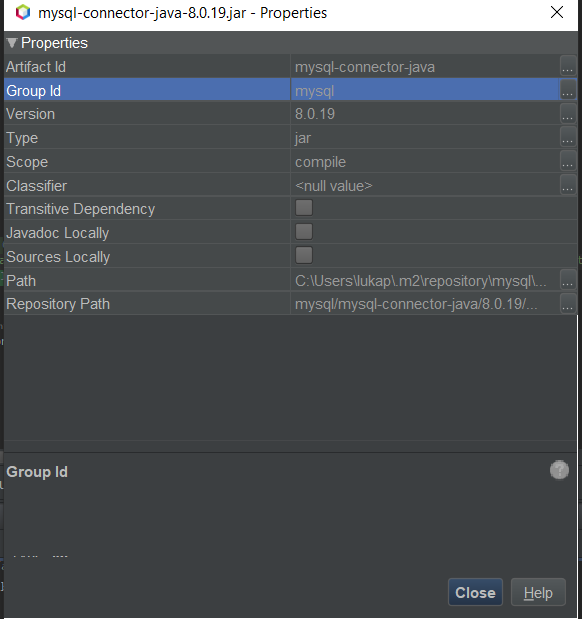 mysql-connector-java-8.0.19.jar - Properties
Properties
Artifact Id mysql-connector-java ...
Group Id mysql ...
Version 8.0.19 ...
Type jar ...
Scope compile ...
Classifier <null value> ...
Transitive Dependency
Javadoc Locally
Sources Locally
Path C:\Users\lukap\.m2\repository\mysql\... ...
Repository Path mysql/mysql-connector-java/8.0.19/... ...
Group Id ?
Close Help